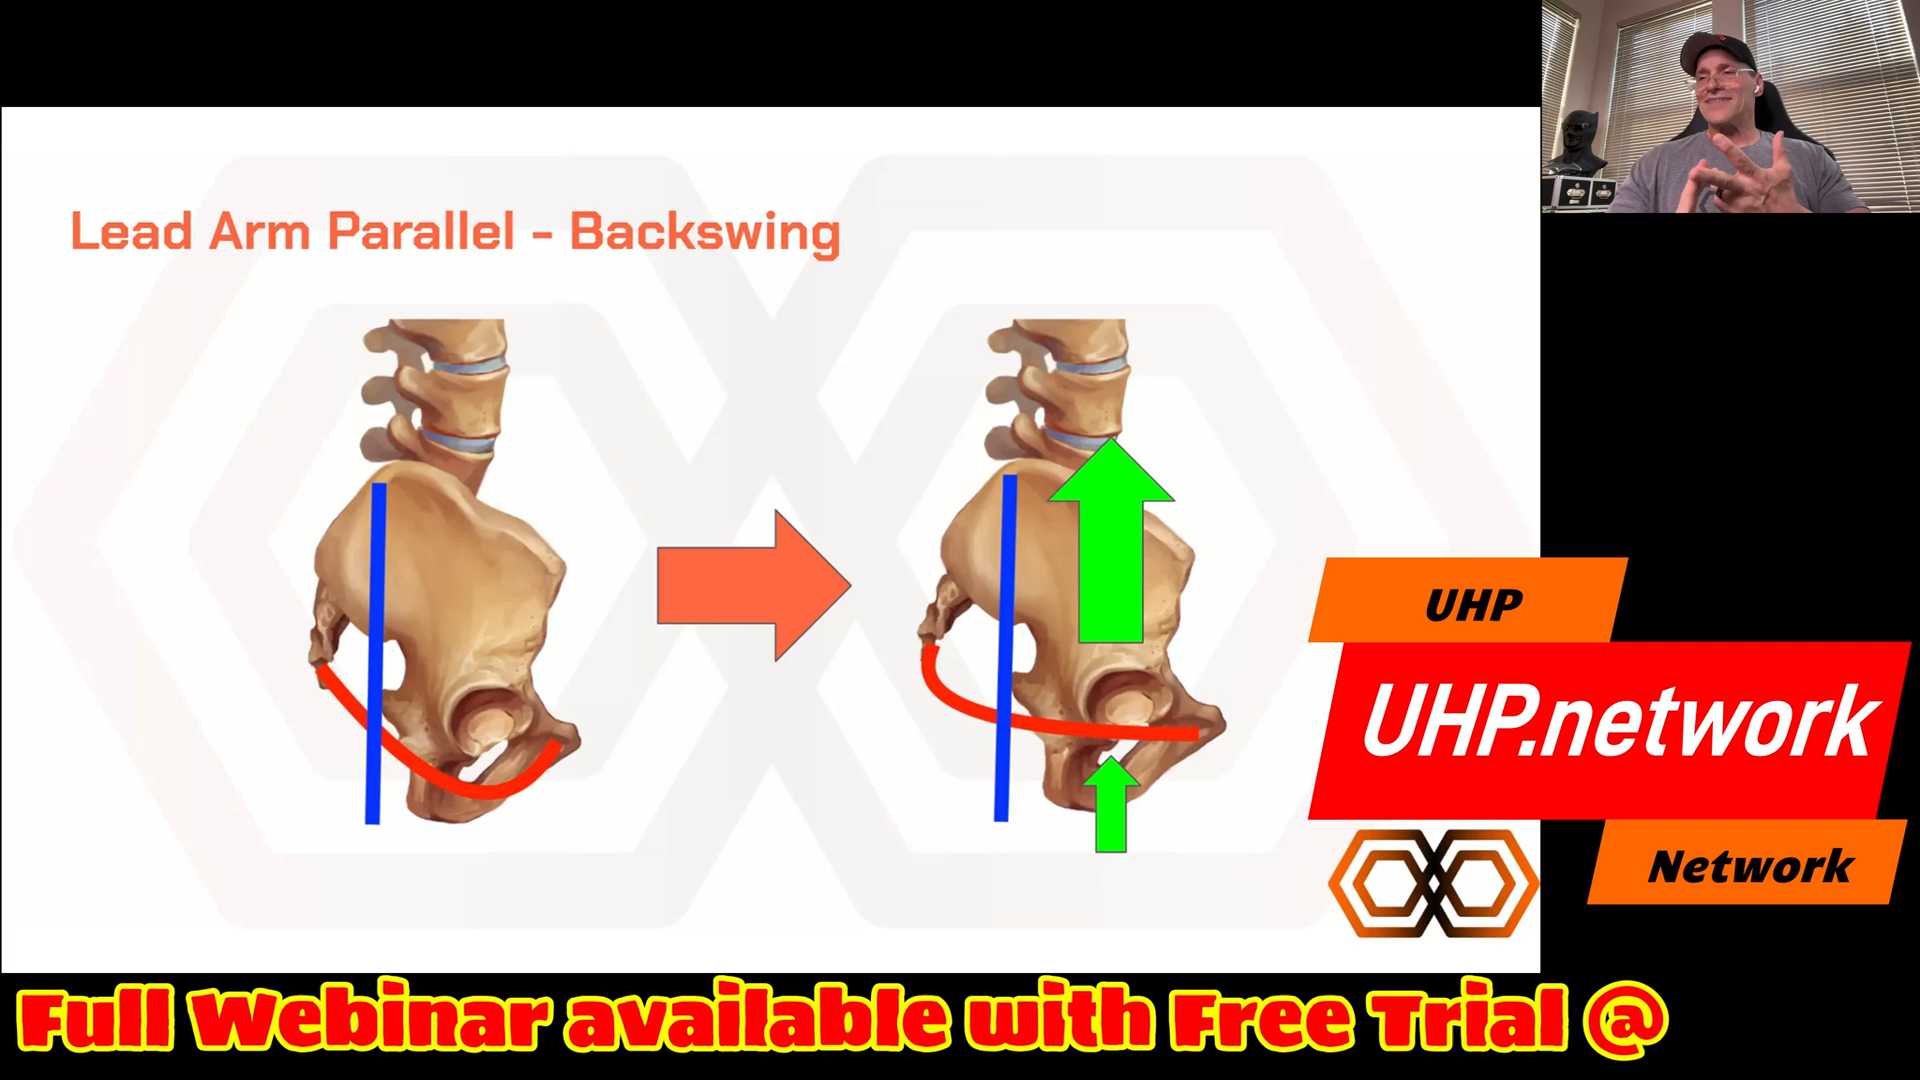 Lead Arm Parallel - Backswing
UHP
UHP.network
Network
Full Webinar available with Free Trial @